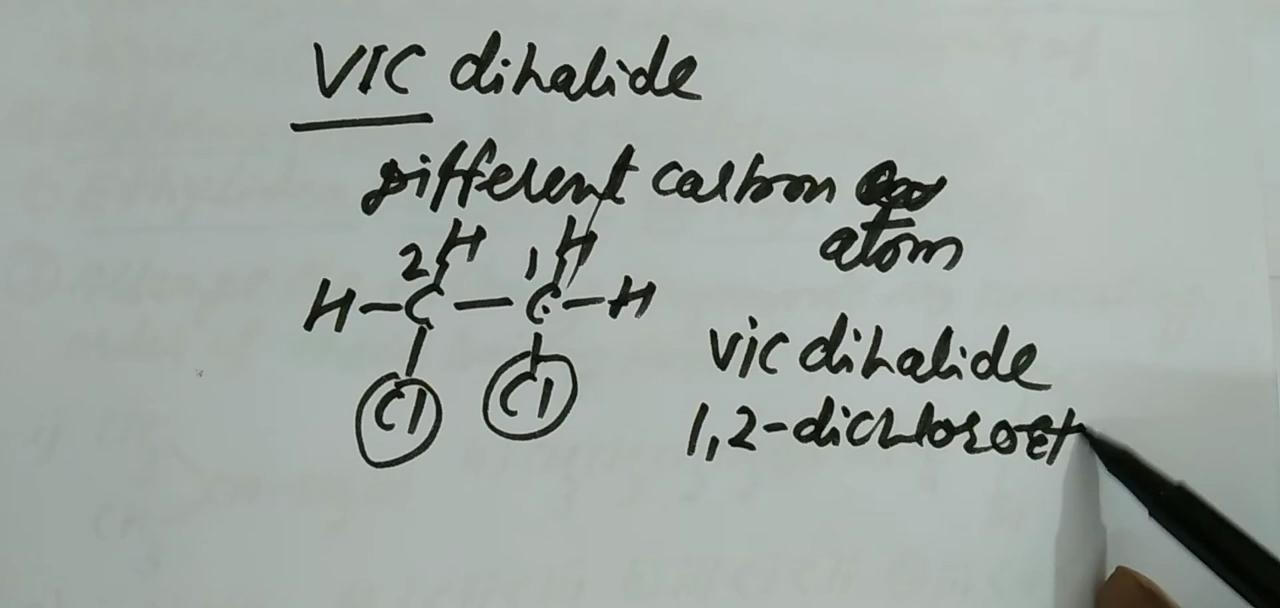 VIC dihalide
Different carbon
atom
2 H 1 H
H-C-C-H
Cl Cl
vic dihalide
1,2-dichloroet